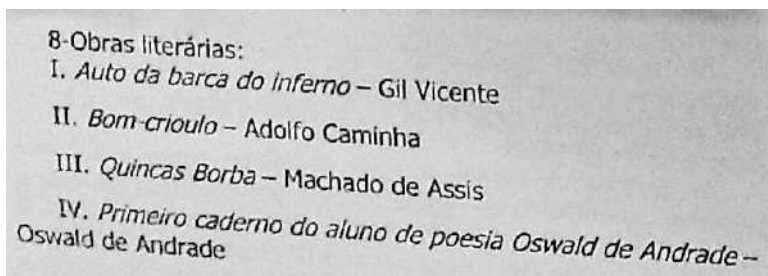 8-Obras literárias:
I. Auto da barca do inferno – Gil Vicente
II. Bom-crioulo – Adolfo Caminha
III. Quincas Borba – Machado de Assis
IV. Primeiro caderno do aluno de poesia Oswald de Andrade –
Oswald de Andrade